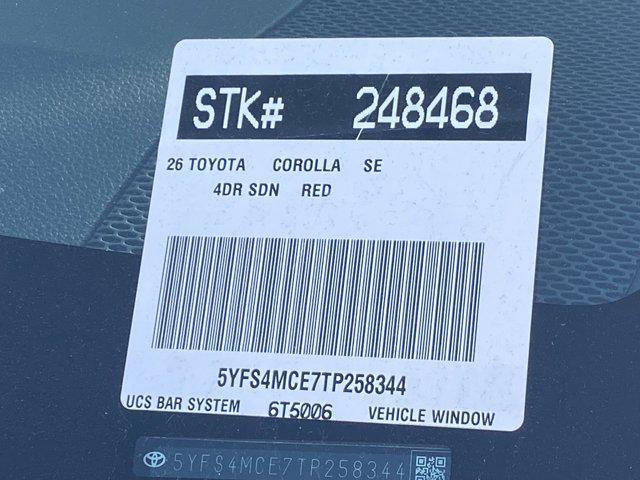 STK# 248468
26 TOYOTA COROLLA SE
4DR SDN RED
5YFS4MCE7TP258344
UCS BAR SYSTEM 6T5006 VEHICLE WINDOW
5YFS4MCE7TP258344